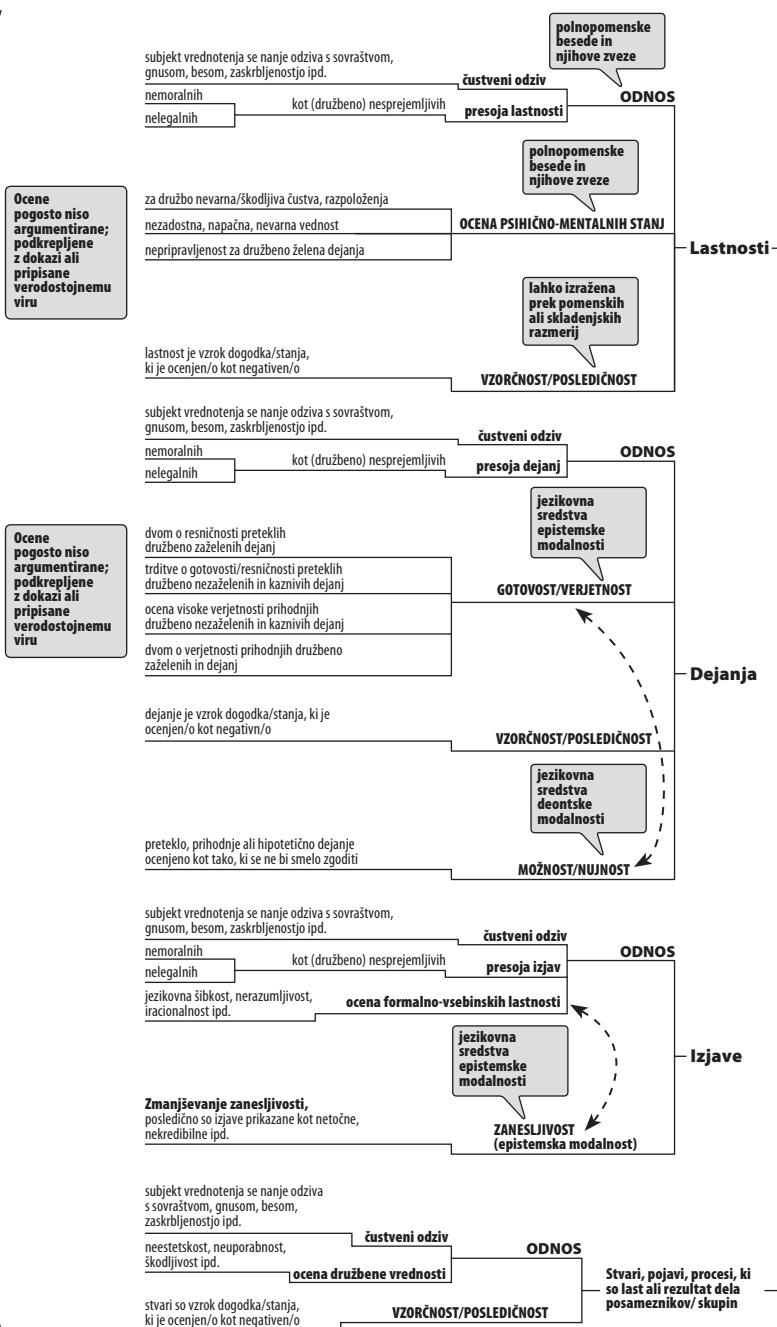 polnopomenske
besede in
njihove zveze
subjekt vrednotenja se nanje odziva s sovraštvom,
gnusom, besom, zaskrbljenostjo ipd.
čustveni odziv
ODNOS
nemoralnih
kot (družbeno) nesprejemljivih
presoja lastnosti
nelegalnih
polnopomenske
besede in
njihove zveze
Ocene
pogosto niso
argumentirane;
podkrepljene
z dokazi ali
pripisane
verodostojnemu
viru
za družbo nevarna/škodljiva čustva, razpoloženja
nezadostna, napačna, nevarna vednost
OCENA PSIHIČNO-MENTALNIH STANJ
nepripravljenost za družbeno želena dejanja
Lastnosti
lahko izražena
prek pomenskih
ali skladenjskih
razmerij
lastnost je vzrok dogodka/stanja,
ki je ocenjen/o kot negativen/o
VZORČNOST/POSLEDIČNOST
subjekt vrednotenja se nanje odziva s sovraštvom,
gnusom, besom, zaskrbljenostjo ipd.
čustveni odziv
ODNOS
nemoralnih
kot (družbeno) nesprejemljivih
presoja dejanj
nelegalnih
jezikovna
sredstva
epistemske
modalnosti
Ocene
pogosto niso
argumentirane;
podkrepljene
z dokazi ali
pripisane
verodostojnemu
viru
dvom o resničnosti preteklih
družbeno zaželenih dejanj
trditve o gotovosti/resničnosti preteklih
družbeno nezaželenih in kaznivih dejanj
GOTOVOST/VERJETNOST
ocena visoke verjetnosti prihodnjih
družbeno nezaželenih in kaznivih dejanj
dvom o verjetnosti prihodnjih družbeno
zaželenih in dejanj
Dejanja
dejanje je vzrok dogodka/stanja, ki je
ocenjen/o kot negativn/o
VZORČNOST/POSLEDIČNOST
jezikovna
sredstva
deontske
modalnosti
preteklo, prihodnje ali hipotetično dejanje
ocenjeno kot tako, ki se ne bi smelo zgoditi
MOŽNOST/NUJNOST
subjekt vrednotenja se nanje odziva s sovraštvom,
gnusom, besom, zaskrbljenostjo ipd.
čustveni odziv
ODNOS
nemoralnih
kot (družbeno) nesprejemljivih
presoja izjav
nelegalnih
jezikovna šibkost, nerazumljivost,
iracionalnost ipd.
ocena formalno-vsebinskih lastnosti
jezikovna
sredstva
epistemske
modalnosti
Izjave
Zmanjševanje zanesljivosti,
posledično so izjave prikazane kot netočne,
nekredibilne ipd.
ZANESLJIVOST
(epistemska modalnost)
subjekt vrednotenja se nanje odziva
s sovraštvom, gnusom, besom,
zaskrbljenostjo ipd.
čustveni odziv
ODNOS
neestetskost, neuporabnost,
škodljivost ipd.
ocena družbene vrednosti
Stvari, pojavi, procesi, ki
so last ali rezultat dela
posameznikov/ skupin
stvari so vzrok dogodka/stanja,
ki je ocenjen/o kot negativen/o
VZORČNOST/POSLEDIČNOST